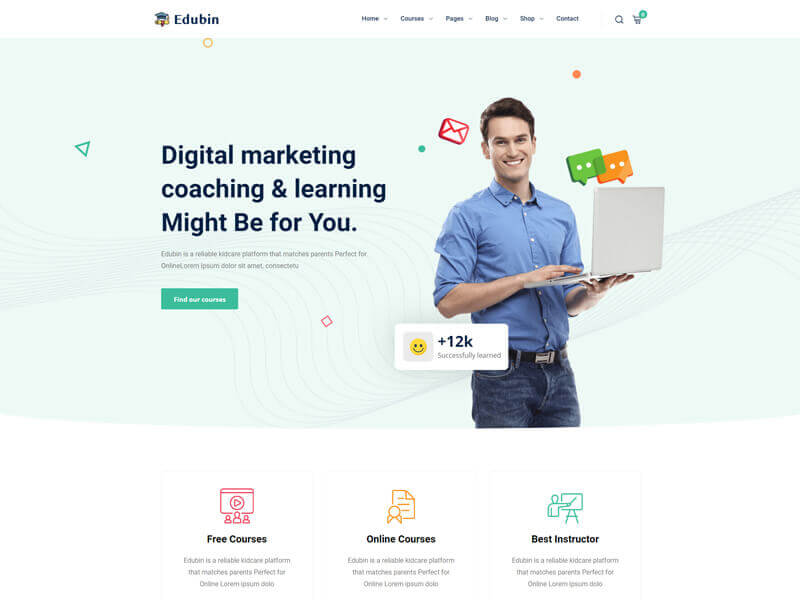 Edubin
Home Courses Pages Blog Shop Contact
0
Digital marketing
coaching & learning
Might Be for You.
Edubin is a reliable kidcare platform that matches parents Perfect for
OnlineLorem ipsum dolor sit amet, consectetu
Find our courses
+12k
Successfully learned
Free Courses
Edubin is a reliable kidcare platform
that matches parents Perfect for
Online Lorem ipsum dolo
Online Courses
Edubin is a reliable kidcare platform
that matches parents Perfect for
Online Lorem ipsum dolo
Best Instructor
Edubin is a reliable kidcare platform
that matches parents Perfect for
Online Lorem ipsum dolo